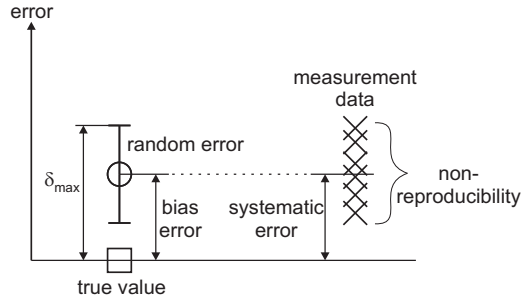 error
measurement
data
random error
δmax
non-
reproducibility
bias
error
systematic
error
true value